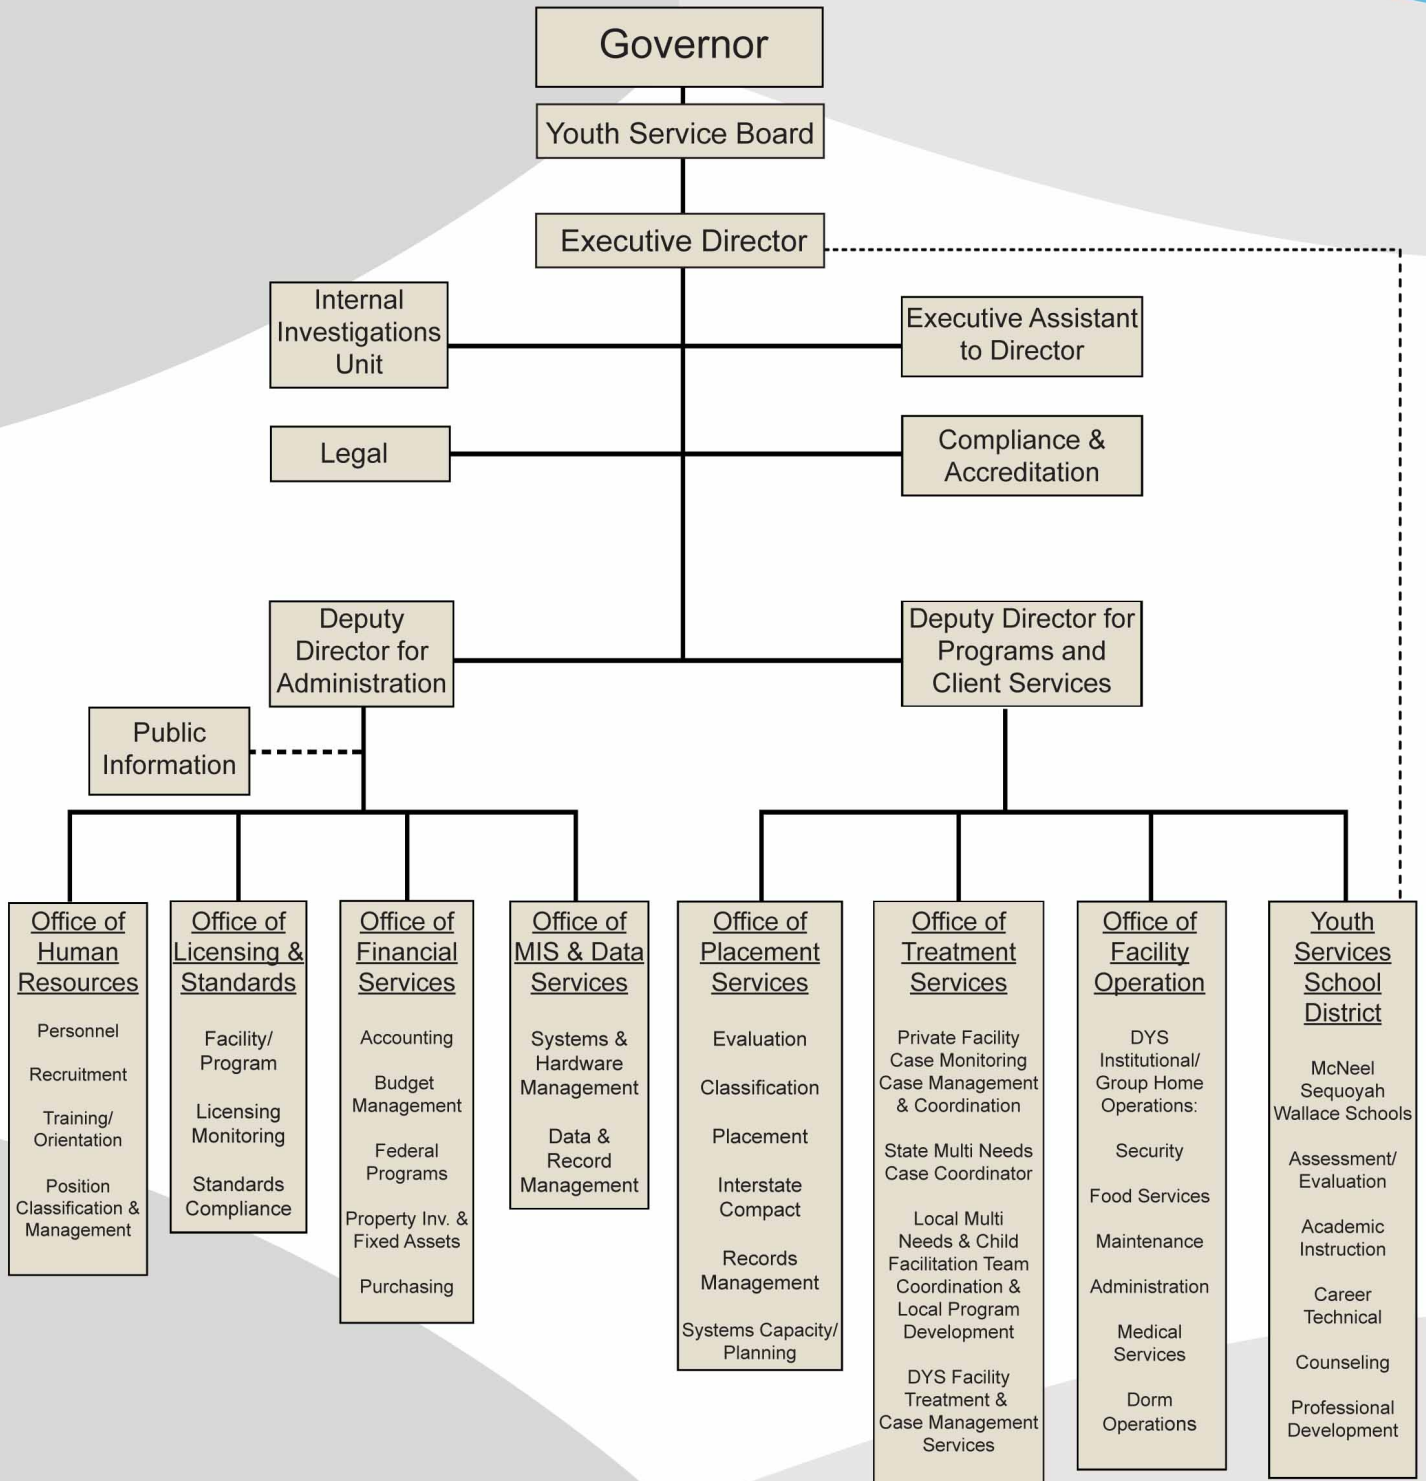 Governor
Youth Service Board
Executive Director
Internal
Investigations
Unit
Executive Assistant
to Director
Legal
Compliance &
Accreditation
Deputy
Director for
Administration
Deputy Director for
Programs and
Client Services
Public
Information
Office of
Human
Resources
Personnel
Recruitment
Training/
Orientation
Position
Classification &
Management
Office of
Licensing &
Standards
Facility/
Program
Licensing
Monitoring
Standards
Compliance
Office of
Financial
Services
Accounting
Budget
Management
Federal
Programs
Property Inv. &
Fixed Assets
Purchasing
Office of
MIS & Data
Services
Systems &
Hardware
Management
Data &
Record
Management
Office of
Placement
Services
Evaluation
Classification
Placement
Interstate
Compact
Records
Management
Systems Capacity/
Planning
Office of
Treatment
Services
Private Facility
Case Monitoring
Case Management
& Coordination
State Multi Needs
Case Coordinator
Local Multi
Needs & Child
Facilitation Team
Coordination &
Local Program
Development
DYS Facility
Treatment &
Case Management
Services
Office of
Facility
Operation
DYS
Institutional/
Group Home
Operations:
Security
Food Services
Maintenance
Administration
Medical
Services
Dorm
Operations
Youth
Services
School
District
McNeel
Sequoyah
Wallace Schools
Assessment/
Evaluation
Academic
Instruction
Career
Technical
Counseling
Professional
Development